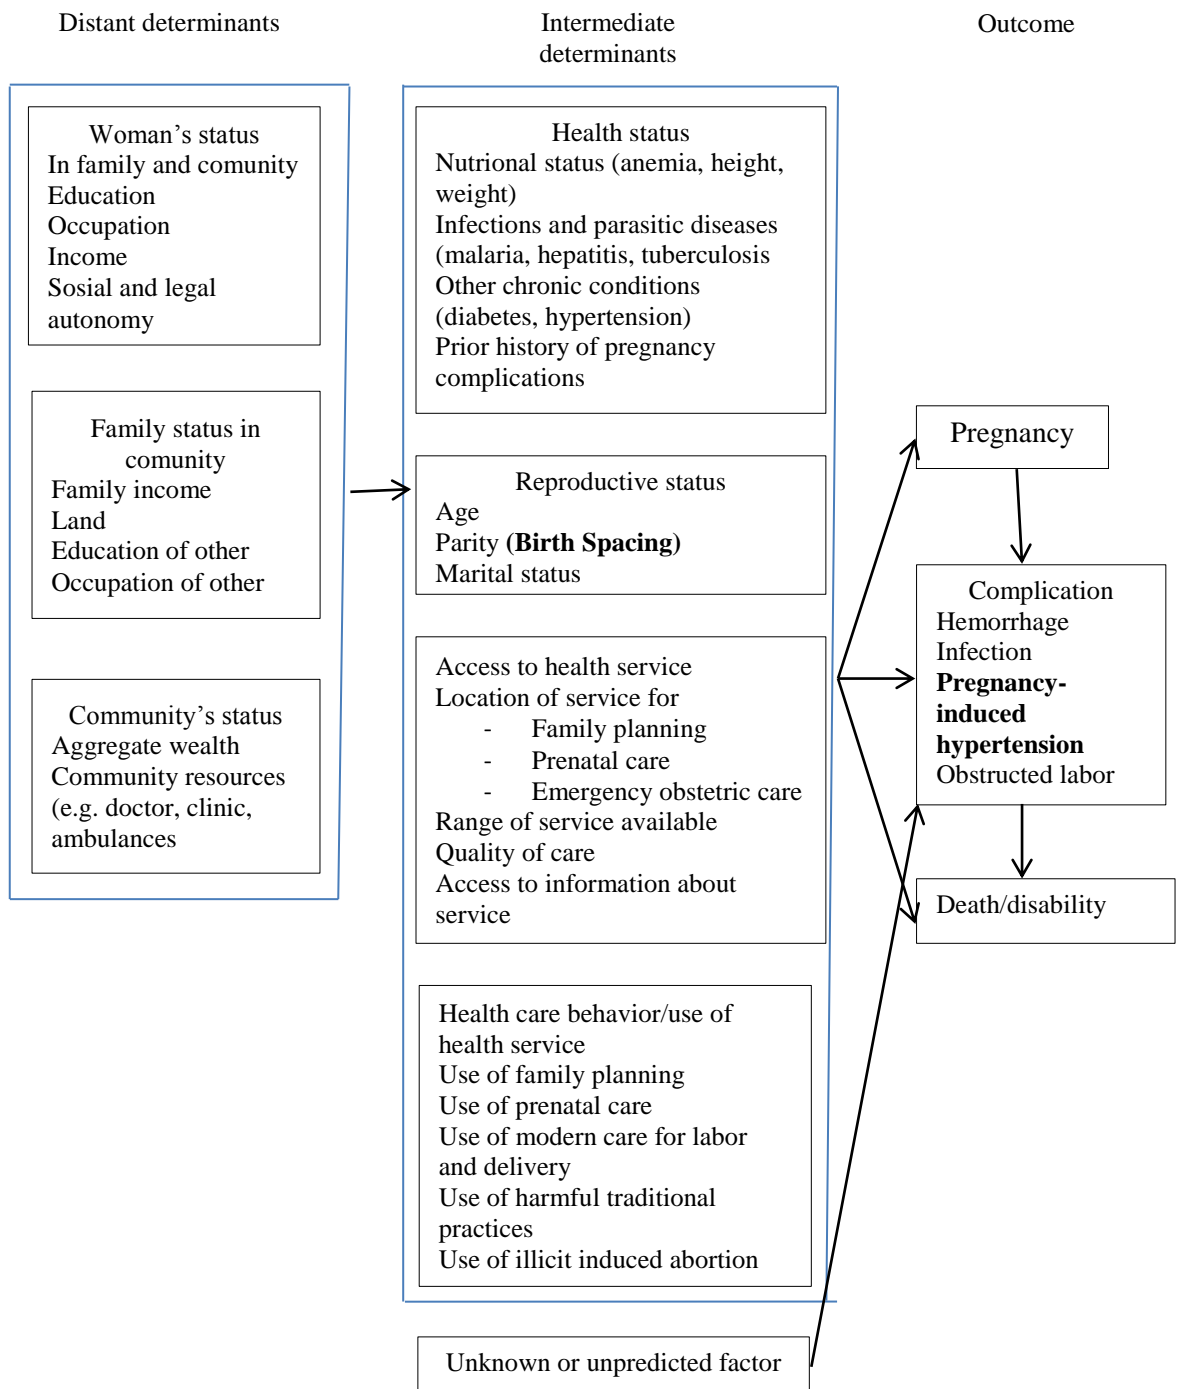 Distant determinants
Intermediate
determinants
Outcome
Woman's status
In family and comunity
Education
Occupation
Income
Sosial and legal
autonomy
Family status in
comunity
Family income
Land
Education of other
Occupation of other
Community's status
Aggregate wealth
Community resources
(e.g. doctor, clinic,
ambulances
Health status
Nutrional status (anemia, height,
weight)
Infections and parasitic diseases
(malaria, hepatitis, tuberculosis
Other chronic conditions
(diabetes, hypertension)
Prior history of pregnancy
complications
Reproductive status
Age
Parity (Birth Spacing)
Marital status
Access to health service
Location of service for
- Family planning
- Prenatal care
- Emergency obstetric care
Range of service available
Quality of care
Access to information about
service
Health care behavior/use of
health service
Use of family planning
Use of prenatal care
Use of modern care for labor
and delivery
Use of harmful traditional
practices
Use of illicit induced abortion
Unknown or unpredicted factor
Pregnancy
Complication
Hemorrhage
Infection
Pregnancy-
induced
hypertension
Obstructed labor
Death/disability